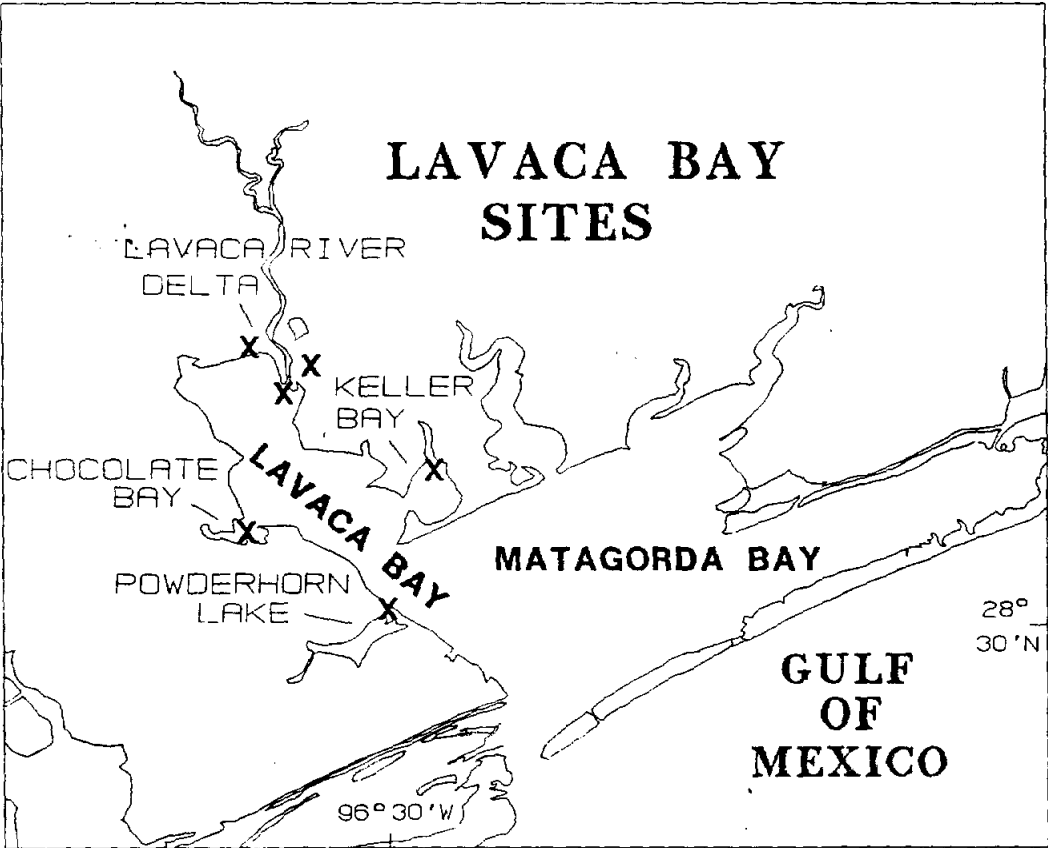 LAVACA BAY
SITES
LAVACA RIVER
DELTA
X
X
X
KELLER
BAY
X
CHOCOLATE
BAY
X
LAVACA BAY
MATAGORDA BAY
POWDERHORN
LAKE
X
28°
30'N
GULF
OF
MEXICO
96°30'W